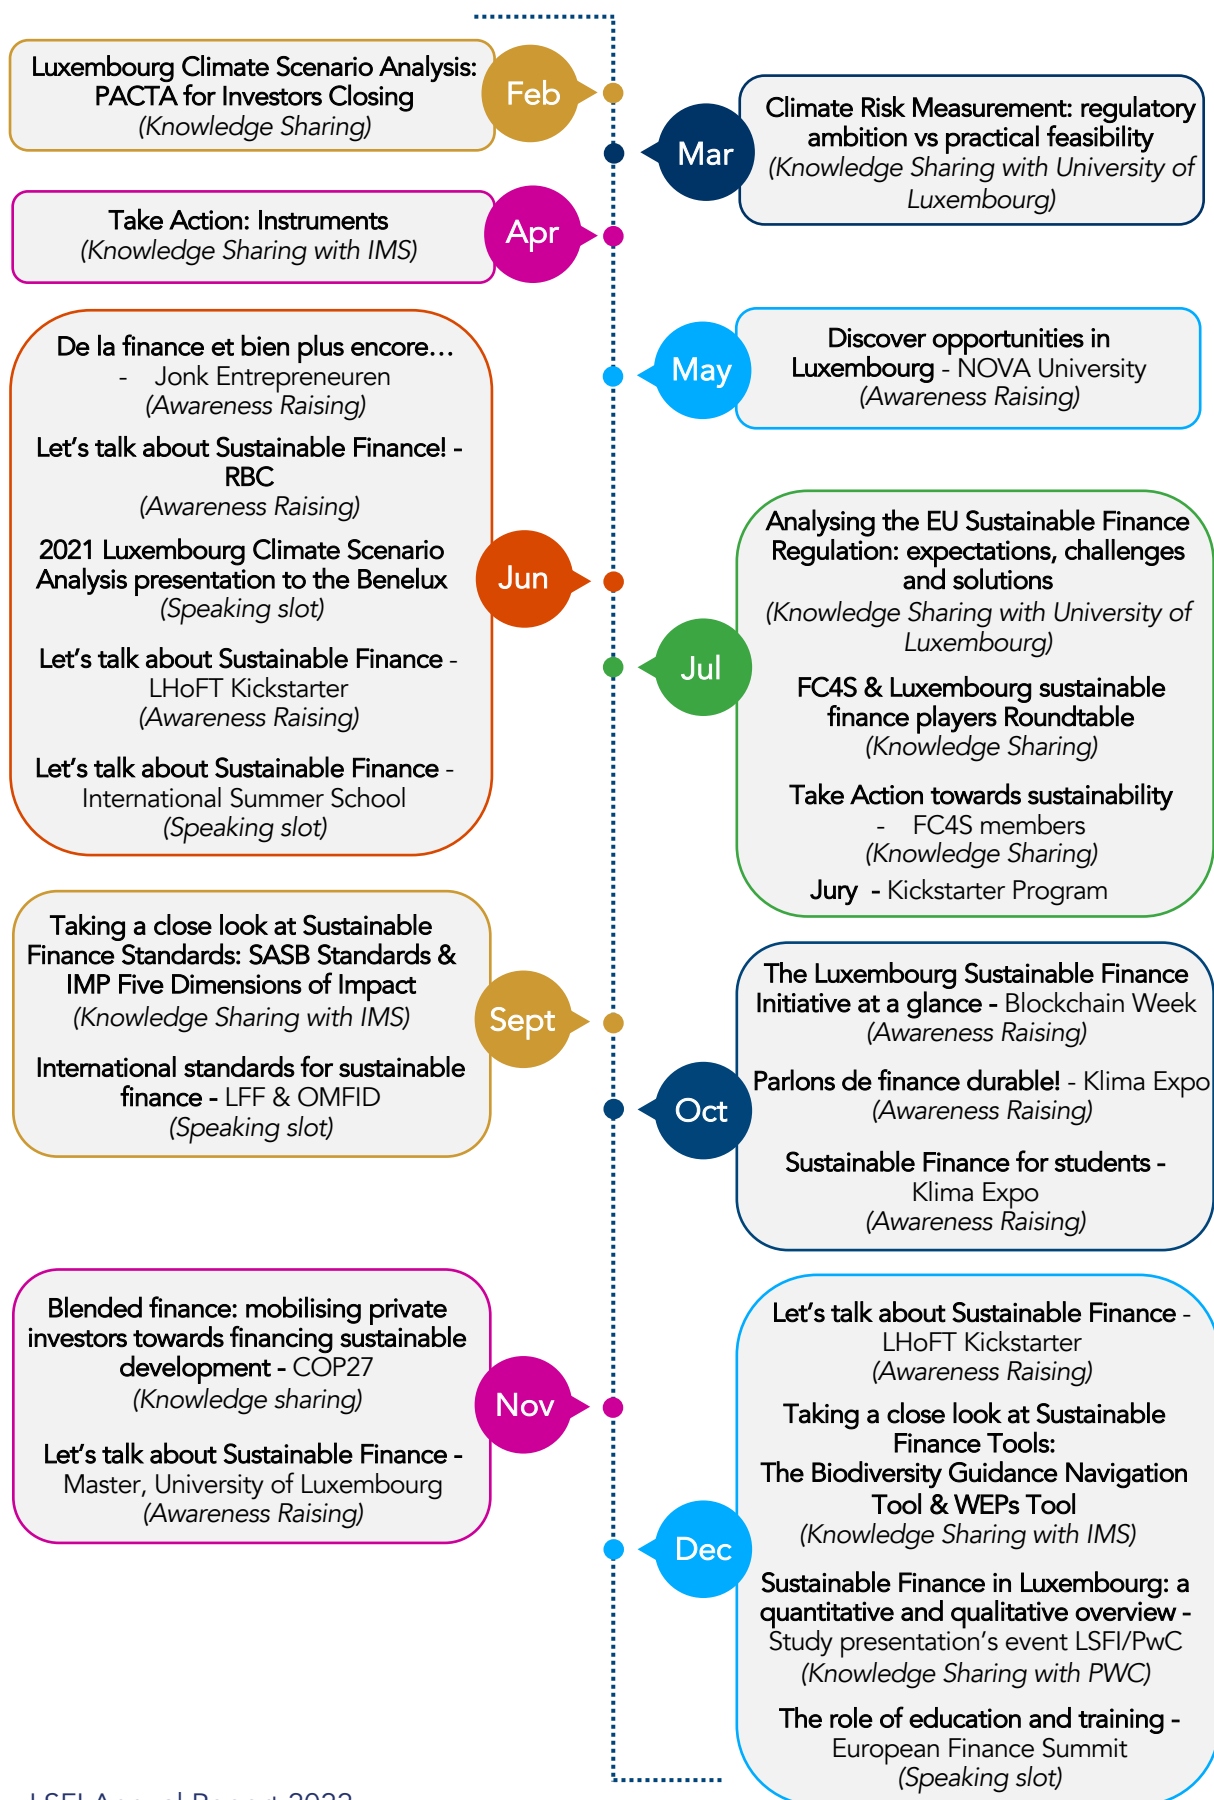 Luxembourg Climate Scenario Analysis:
PACTA for Investors Closing
(Knowledge Sharing)
Feb
Mar
Climate Risk Measurement: regulatory
ambition vs practical feasibility
(Knowledge Sharing with University of
Luxembourg)
Take Action: Instruments
(Knowledge Sharing with IMS)
Apr
May
Discover opportunities in
Luxembourg - NOVA University
(Awareness Raising)
De la finance et bien plus encore…
- Jonk Entrepreneuren
(Awareness Raising)
Let's talk about Sustainable Finance! -
RBC
(Awareness Raising)
2021 Luxembourg Climate Scenario
Analysis presentation to the Benelux
(Speaking slot)
Let's talk about Sustainable Finance -
LHoFT Kickstarter
(Awareness Raising)
Let's talk about Sustainable Finance -
International Summer School
(Speaking slot)
Jun
Jul
Analysing the EU Sustainable Finance
Regulation: expectations, challenges
and solutions
(Knowledge Sharing with University of
Luxembourg)
FC4S & Luxembourg sustainable
finance players Roundtable
(Knowledge Sharing)
Take Action towards sustainability
- FC4S members
(Knowledge Sharing)
Jury - Kickstarter Program
Taking a close look at Sustainable
Finance Standards: SASB Standards &
IMP Five Dimensions of Impact
(Knowledge Sharing with IMS)
International standards for sustainable
finance - LFF & OMFID
(Speaking slot)
Sept
Oct
The Luxembourg Sustainable Finance
Initiative at a glance - Blockchain Week
(Awareness Raising)
Parlons de finance durable! - Klima Expo
(Awareness Raising)
Sustainable Finance for students -
Klima Expo
(Awareness Raising)
Blended finance: mobilising private
investors towards financing sustainable
development - COP27
(Knowledge sharing)
Let's talk about Sustainable Finance -
Master, University of Luxembourg
(Awareness Raising)
Nov
Dec
Let's talk about Sustainable Finance -
LHoFT Kickstarter
(Awareness Raising)
Taking a close look at Sustainable
Finance Tools:
The Biodiversity Guidance Navigation
Tool & WEPs Tool
(Knowledge Sharing with IMS)
Sustainable Finance in Luxembourg: a
quantitative and qualitative overview -
Study presentation's event LSFI/PwC
(Knowledge Sharing with PWC)
The role of education and training -
European Finance Summit
(Speaking slot)
LSFI Annual Report 2022